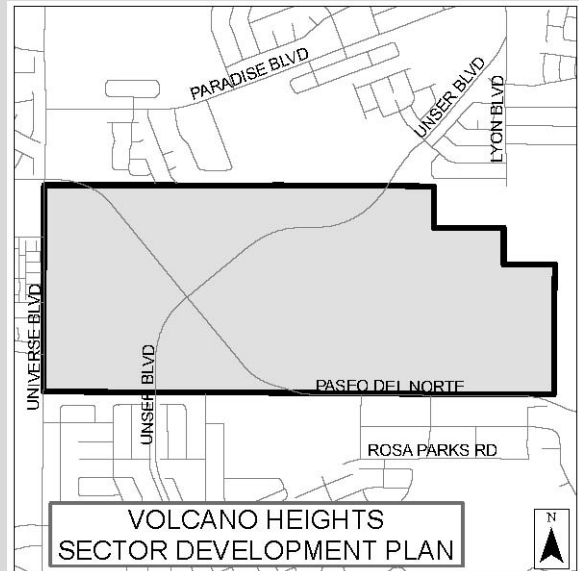 PARADISE BLVD
UNSER BLVD
LYON BLVD
UNIVERSE BLVD
UNSER BLVD
PASEO DEL NORTE
ROSA PARKS RD
VOLCANO HEIGHTS
SECTOR DEVELOPMENT PLAN
N